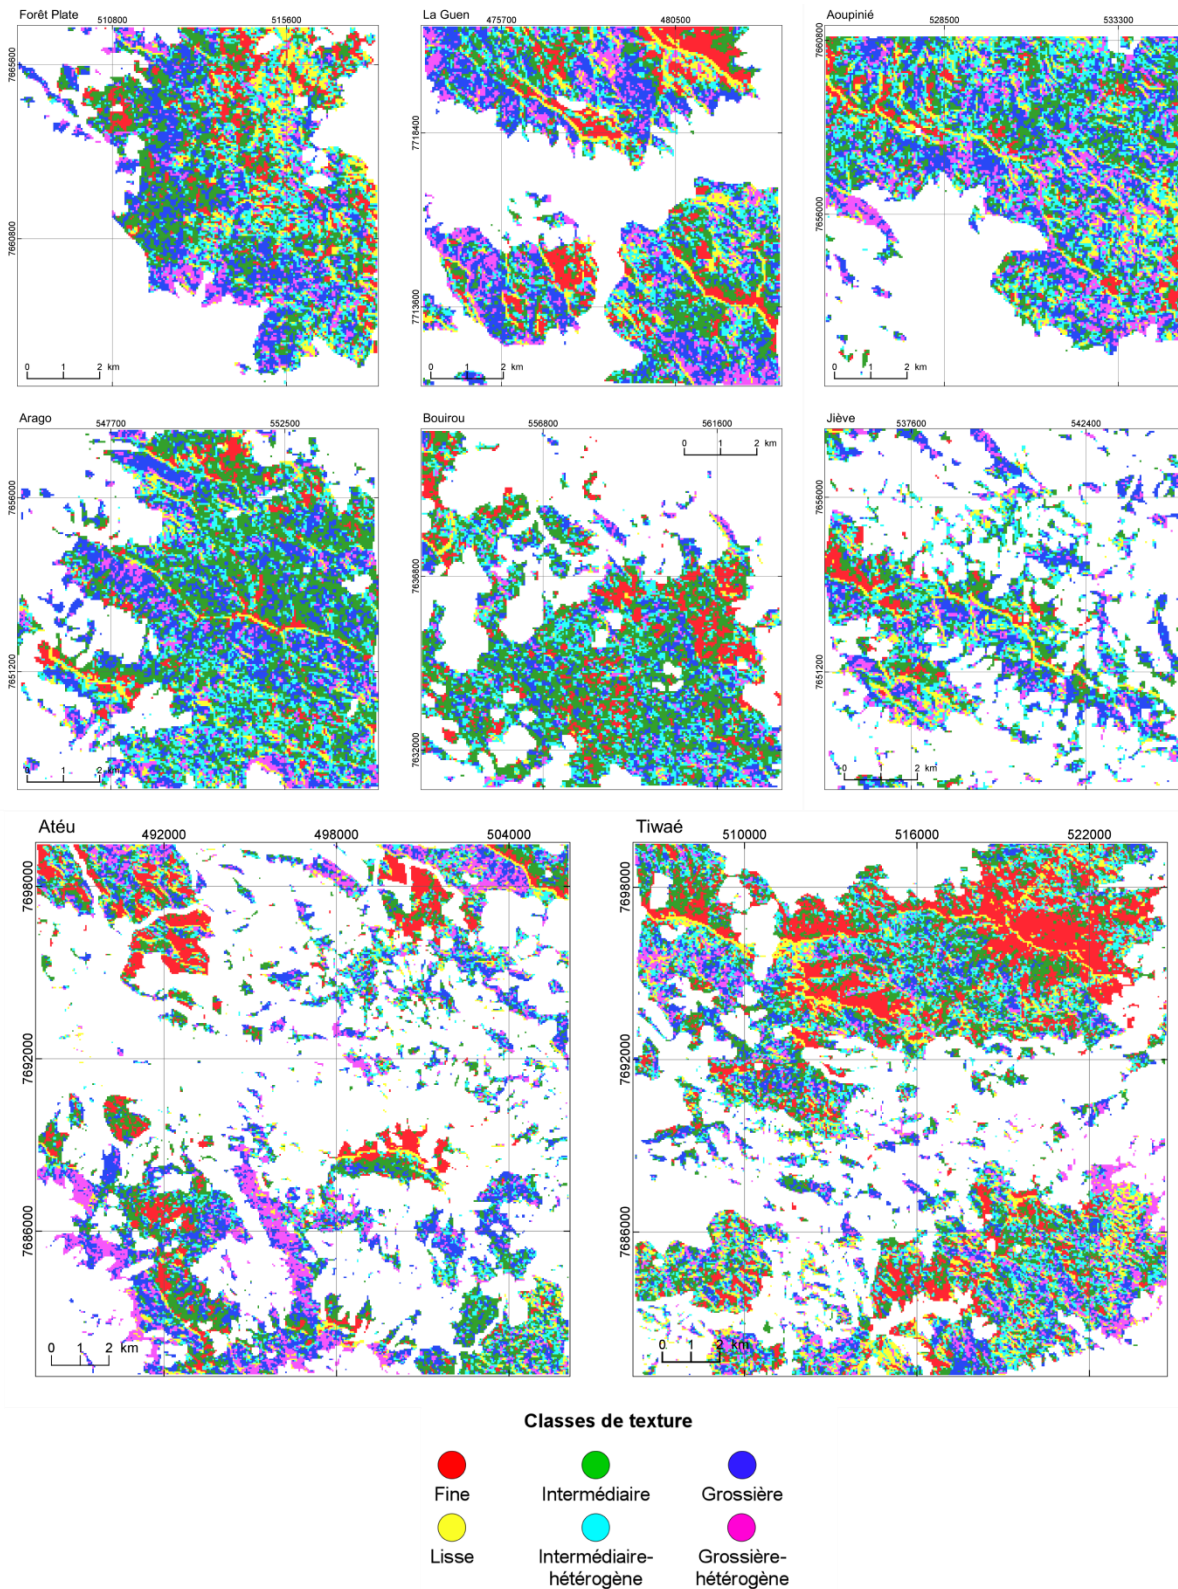 Forêt Plate
510800
515600
7665600
7660800
0 1 2 km
La Guen
475700
480500
7718400
7713600
0 1 2 km
Aoupinié
528500
533300
7660800
7656000
0 1 2 km
Arago
547700
552500
7656000
7651200
0 1 2 km
Bouirou
556800
561600
0 1 2 km
7636800
7632000
Jiève
537600
542400
7656000
7651200
0 1 2 km
Atéu
492000
498000
504000
7698000
7692000
7686000
0 1 2 km
Tiwaé
510000
516000
522000
7698000
7692000
7686000
0 1 2 km
Classes de texture
Fine
Intermédiaire
Grossière
Lisse
Intermédiaire-
hétérogène
Grossière-
hétérogène